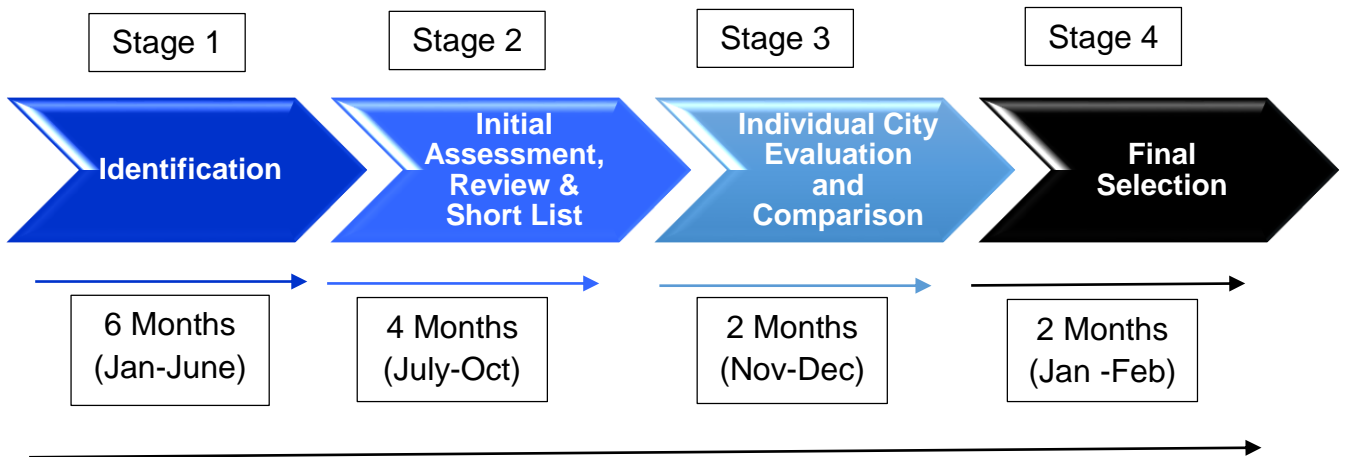 Stage 1
Stage 2
Stage 3
Stage 4
Identification
Initial
Assessment,
Review &
Short List
Individual City
Evaluation
and
Comparison
Final
Selection
6 Months
(Jan-June)
4 Months
(July-Oct)
2 Months
(Nov-Dec)
2 Months
(Jan -Feb)